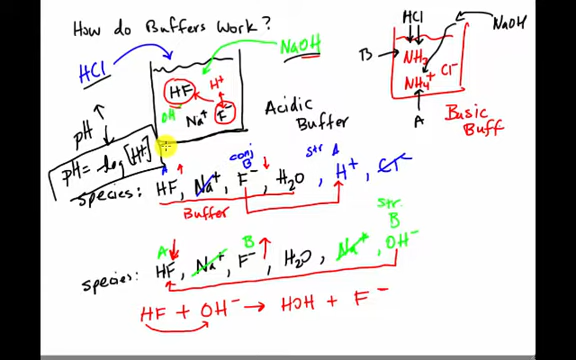 How do Buffers Work?
HCl
NaOH
HCl
NaOH
B
NH3
NH4+ Cl-
A
Basic
Buff
HF
H+
OH-
Na+
F-
Acidic
Buffer
pH
pH = -log [H+]
A
conj
B
str A
species: HF, Na+, F-, H2O, H+, Cl-
Buffer
str
B
A
B
species: HF, Na+, F-, H2O, Na+, OH-
HF + OH- → HOH + F-